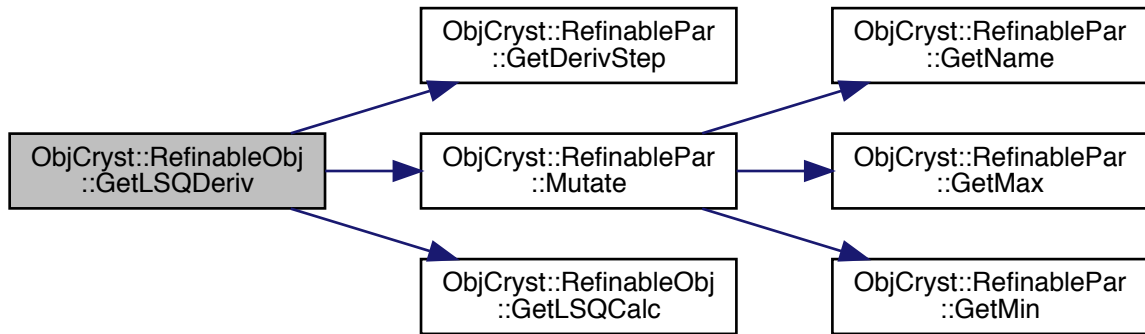 ObjCryst::RefinableObj
::GetLSQDeriv
ObjCryst::RefinablePar
::GetDerivStep
ObjCryst::RefinablePar
::Mutate
ObjCryst::RefinableObj
::GetLSQCalc
ObjCryst::RefinablePar
::GetName
ObjCryst::RefinablePar
::GetMax
ObjCryst::RefinablePar
::GetMin